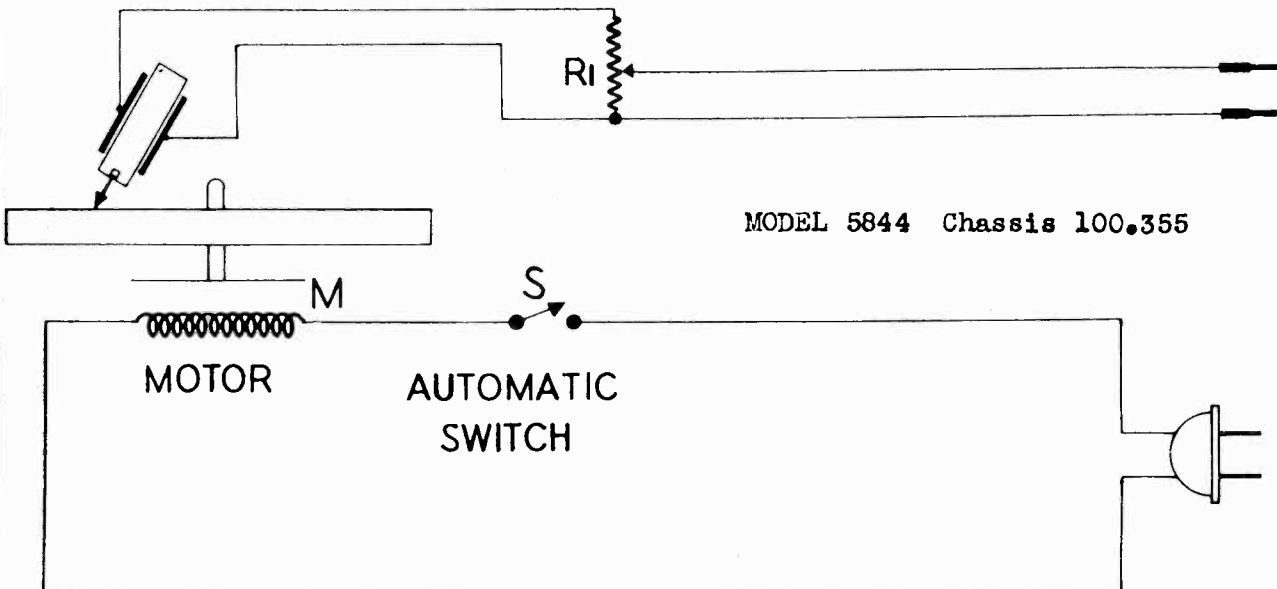 R1
MODEL 5844 Chassis 100.355
M
S
MOTOR
AUTOMATIC
SWITCH